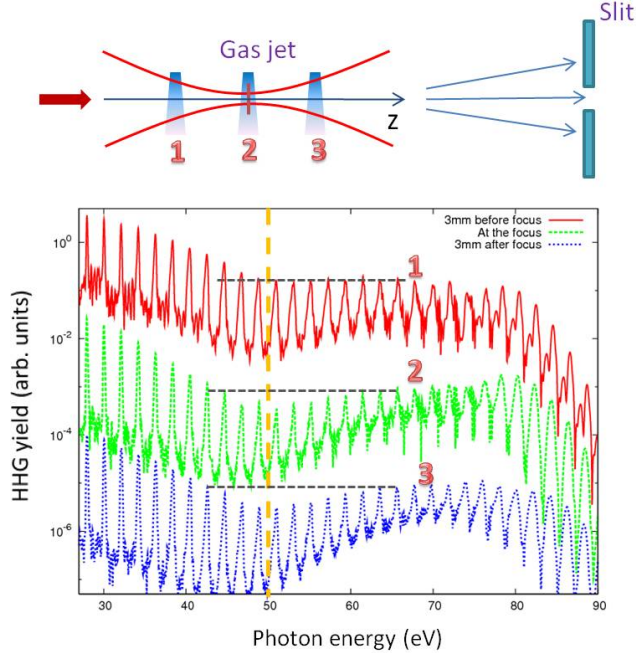 Slit
Gas jet
z
1
2
3
3mm before focus
At the focus
3mm after focus
1
2
3
10^0
10^-2
10^-4
10^-6
HHG yield (arb. units)
30
40
50
60
70
80
90
Photon energy (eV)